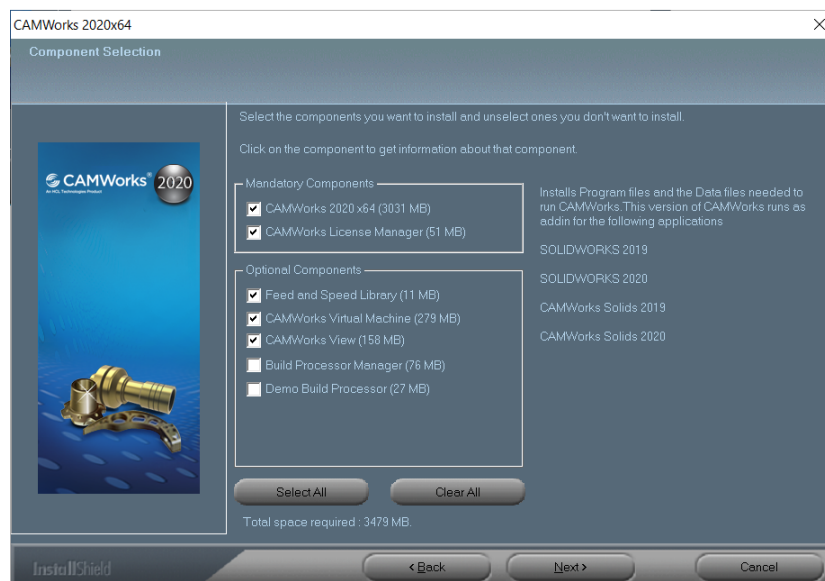 CAMWorks 2020x64
Component Selection
Select the components you want to install and unselect ones you don't want to install.
Click on the component to get information about that component.
CAMWorks® 2020
An HCL Technologies Product
Mandatory Components
CAMWorks 2020 x64 (3031 MB)
CAMWorks License Manager (51 MB)
Optional Components
Feed and Speed Library (11 MB)
CAMWorks Virtual Machine (279 MB)
CAMWorks View (158 MB)
Build Processor Manager (76 MB)
Demo Build Processor (27 MB)
Installs Program files and the Data files needed to
run CAMWorks.This version of CAMWorks runs as
addin for the following applications
SOLIDWORKS 2019
SOLIDWORKS 2020
CAMWorks Solids 2019
CAMWorks Solids 2020
Select All
Clear All
Total space required : 3479 MB.
InstallShield
< Back
Next >
Cancel